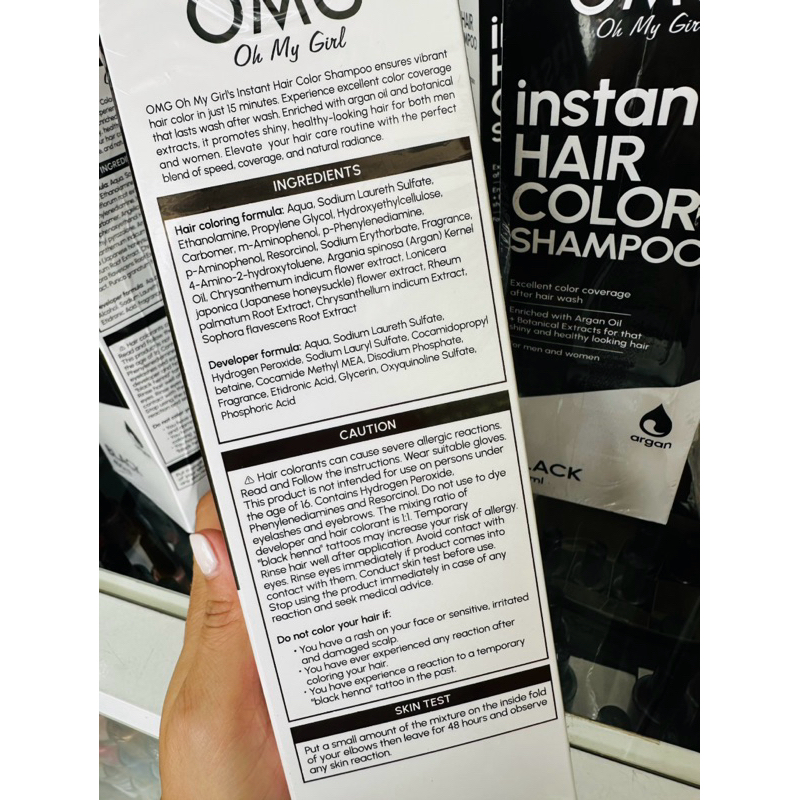 OMG
Oh My Girl
OMG Oh My Girl's Instant Hair Color Shampoo ensures vibrant
hair color in just 15 minutes. Experience excellent color coverage
that lasts wash after wash. Enriched with argan oil and botanical
extracts, it promotes shiny, healthy-looking hair for both men
and women. Elevate your hair care routine with the perfect
blend of speed, coverage, and natural radiance.
INGREDIENTS
Hair coloring formula: Aqua, Sodium Laureth Sulfate,
Ethanolamine, Propylene Glycol, Hydroxyethylcellulose,
Carbomer, m-Aminophenol, p-Phenylenediamine,
p-Aminophenol, Resorcinol, Sodium Erythorbate, Fragrance,
4-Amino-2-hydroxytoluene, Argania spinosa (Argan) Kernel
Oil, Chrysanthemum indicum flower extract, Lonicera
japonica (Japanese honeysuckle) flower extract, Rheum
palmatum Root Extract, Chrysanthellum indicum Extract,
Sophora flavescens Root Extract
Developer formula: Aqua, Sodium Laureth Sulfate,
Hydrogen Peroxide, Sodium Lauryl Sulfate, Cocamidopropyl
betaine, Cocamide Methyl MEA, Disodium Phosphate,
Fragrance, Etidronic Acid, Glycerin, Oxyquinoline Sulfate,
Phosphoric Acid
CAUTION
⚠ Hair colorants can cause severe allergic reactions.
Read and Follow the instructions. Wear suitable gloves.
This product is not intended for use on persons under
the age of 16. Contains Hydrogen Peroxide,
Phenylenediamines and Resorcinol. Do not use to dye
eyelashes and eyebrows. The mixing ratio of
developer and hair colorant is 1:1. Temporary
"black henna" tattoos may increase your risk of allergy.
Rinse hair well after application. Avoid contact with
eyes. Rinse eyes immediately if product comes into
contact with them. Conduct skin test before use.
Stop using the product immediately in case of any
reaction and seek medical advice.
Do not color your hair if:
• You have a rash on your face or sensitive, irritated
and damaged scalp.
• You have ever experienced any reaction after
coloring your hair.
• You have experience a reaction to a temporary
"black henna" tattoo in the past.
SKIN TEST
Put a small amount of the mixture on the inside fold
of your elbows then leave for 48 hours and observe
any skin reaction.
OMG
Oh My Gir
instan
HAIR
COLOR
SHAMPOO
Excellent color coverage
after hair wash
Enriched with Argan Oil
+ Botanical Extracts for that
shiny and healthy looking hair
For men and women
argan
LACK
ml